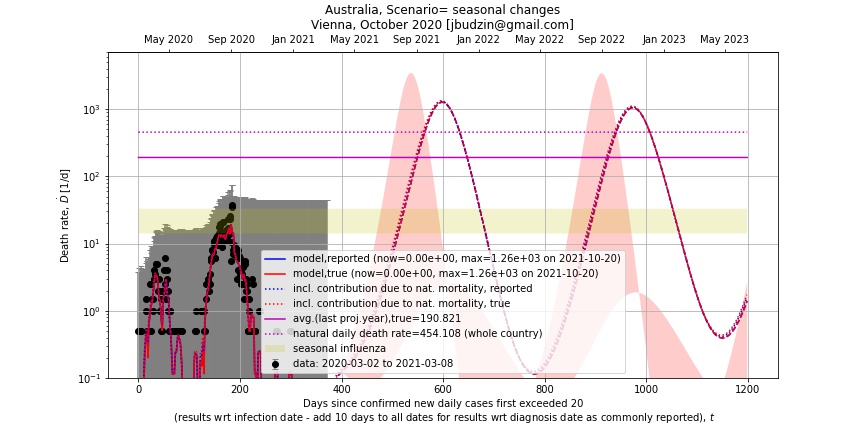 Australia, Scenario= seasonal changes
Vienna, October 2020 [jbudzin@gmail.com]
May 2020 Sep 2020 Jan 2021 May 2021 Sep 2021 Jan 2022 May 2022 Sep 2022 Jan 2023 May 2023
10³
10²
10¹
10⁰
10⁻¹
Death rate, Ḋ [1/d]
model,reported (now=0.00e+00, max=1.26e+03 on 2021-10-20)
model,true (now=0.00e+00, max=1.26e+03 on 2021-10-20)
incl. contribution due to nat. mortality, reported
incl. contribution due to nat. mortality, true
avg.(last proj.year),true=190.821
natural daily death rate=454.108 (whole country)
seasonal influenza
data: 2020-03-02 to 2021-03-08
0 200 400 600 800 1000 1200
Days since confirmed new daily cases first exceeded 20
(results wrt infection date - add 10 days to all dates for results wrt diagnosis date as commonly reported), t